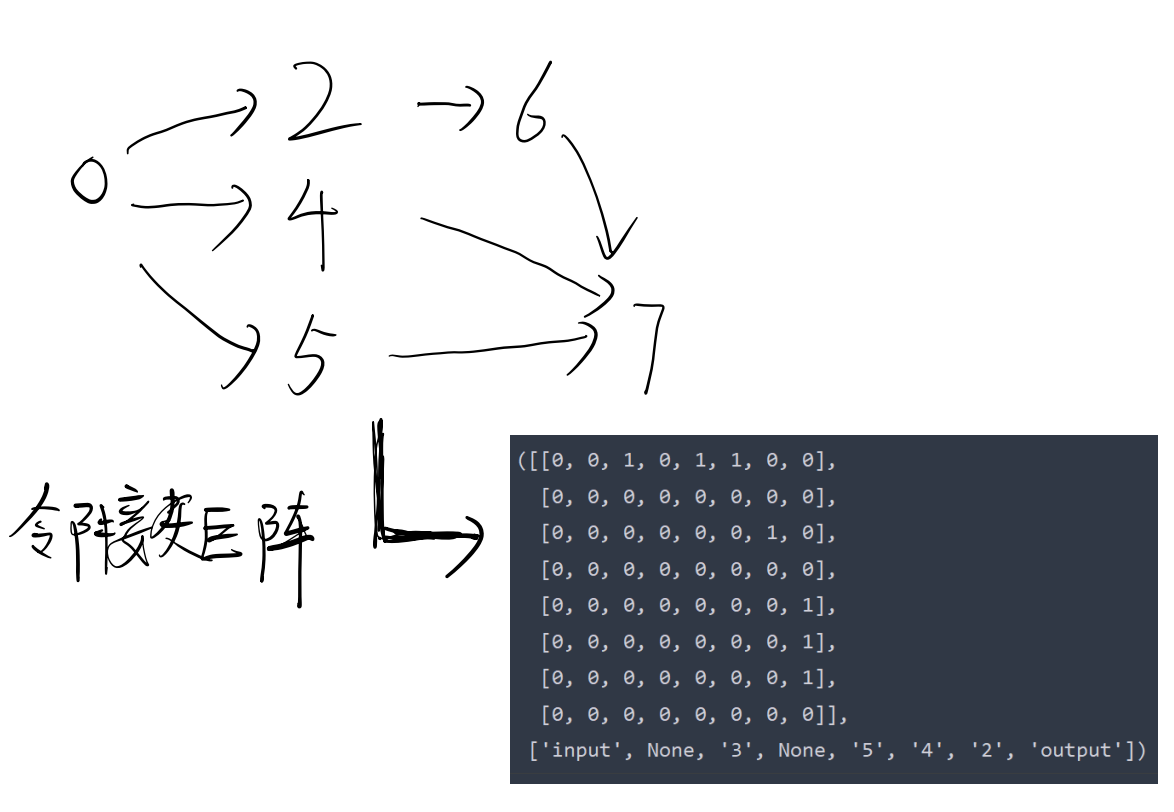 2 6
0
4
5
7
邻接矩阵
([[0, 0, 1, 0, 1, 1, 0, 0],
[0, 0, 0, 0, 0, 0, 0, 0],
[0, 0, 0, 0, 0, 0, 1, 0],
[0, 0, 0, 0, 0, 0, 0, 0],
[0, 0, 0, 0, 0, 0, 0, 1],
[0, 0, 0, 0, 0, 0, 0, 1],
[0, 0, 0, 0, 0, 0, 0, 1],
[0, 0, 0, 0, 0, 0, 0, 0]],
['input', None, '3', None, '5', '4', '2', 'output'])